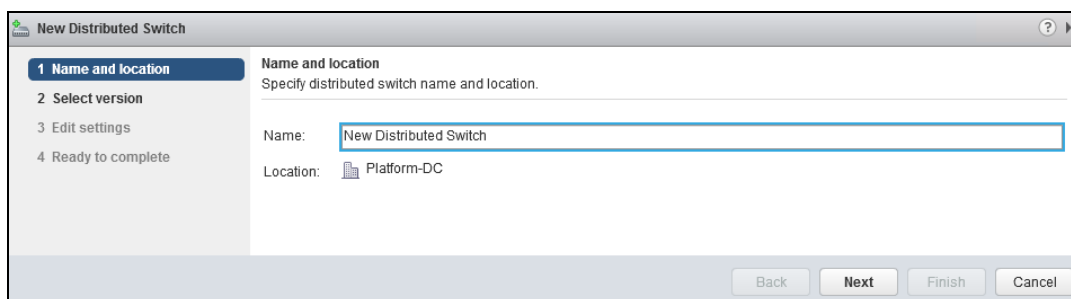 New Distributed Switch
?
1 Name and location
2 Select version
3 Edit settings
4 Ready to complete
Name and location
Specify distributed switch name and location.
Name: New Distributed Switch
Location: Platform-DC
Back Next Finish Cancel